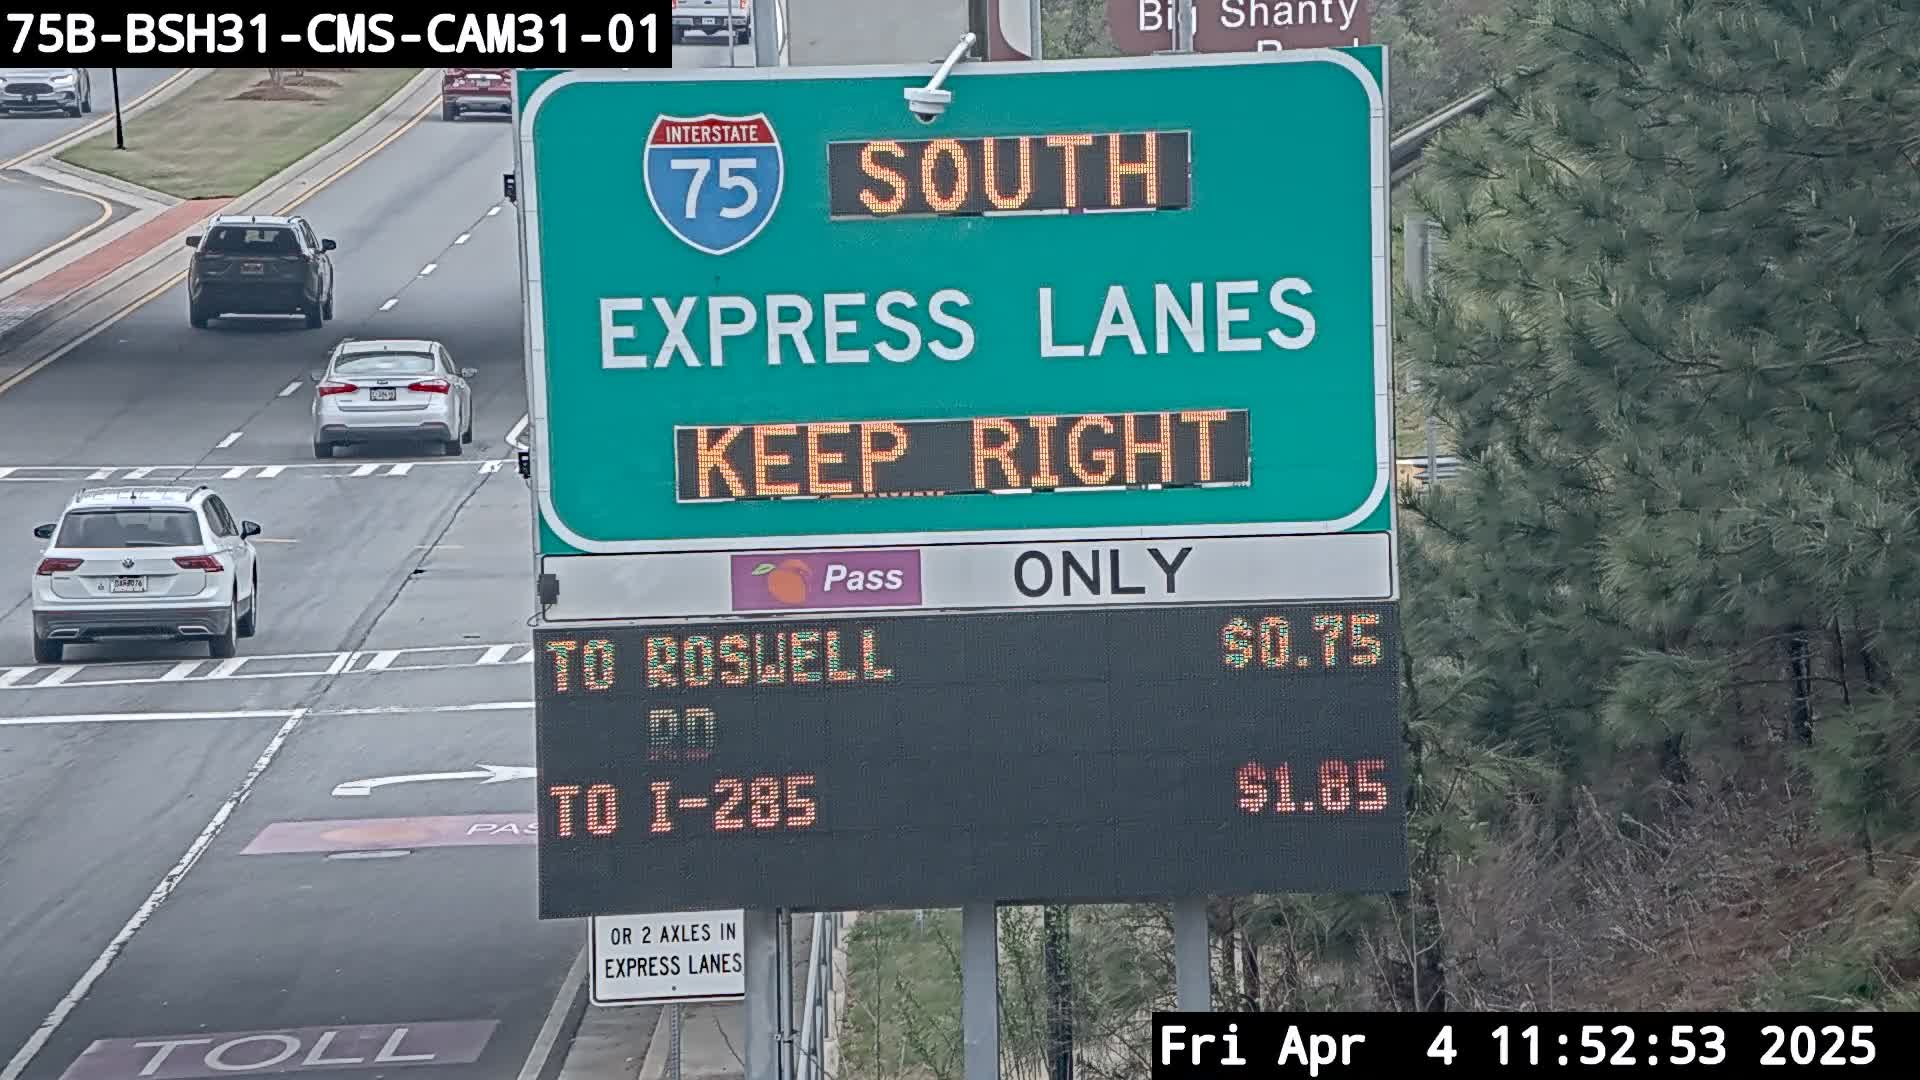 75B-BSH31-CMS-CAM31-01
Big Shanty
Road
INTERSTATE
75
SOUTH
EXPRESS LANES
KEEP RIGHT
Pass ONLY
TO ROSWELL $0.75
RD
TO I-285 $1.85
PAS
OR 2 AXLES IN
EXPRESS LANES
TOLL
Fri Apr 4 11:52:53 2025